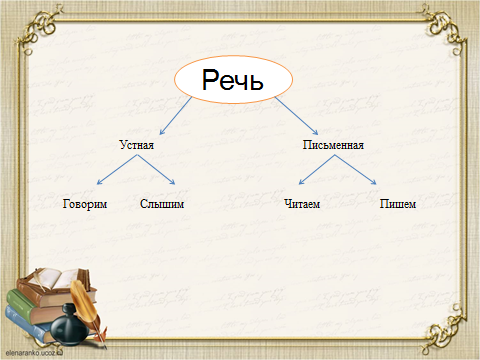 Речь
Устная Письменная
Говорим Слышим Читаем Пишем
elenaranko.ucoz.ru